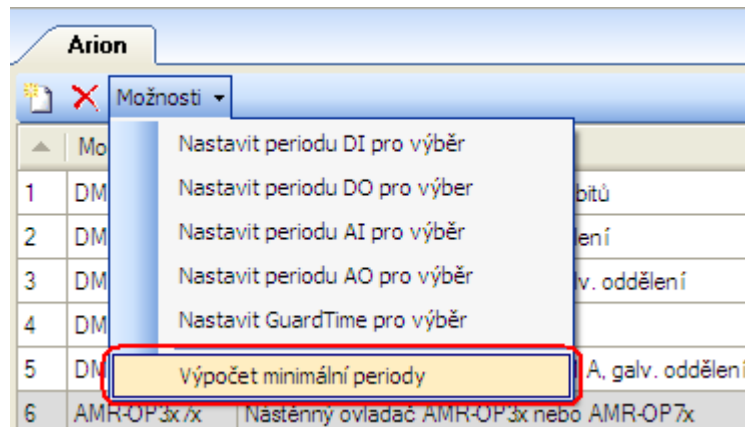 Arion
Možnosti
Mo
Nastavit periodu DI pro výběr
1 DM bitů
Nastavit periodu DO pro výber
2 DM lení
Nastavit periodu AI pro výběr
3 DM lv. oddělení
Nastavit periodu AO pro výběr
4 DM
Nastavit GuardTime pro výběr
5 DM A, galv. oddělení
Výpočet minimální periody
6 AMR-OP3x/x Nástěnný ovladač AMR-OP3x nebo AMR-OP7x